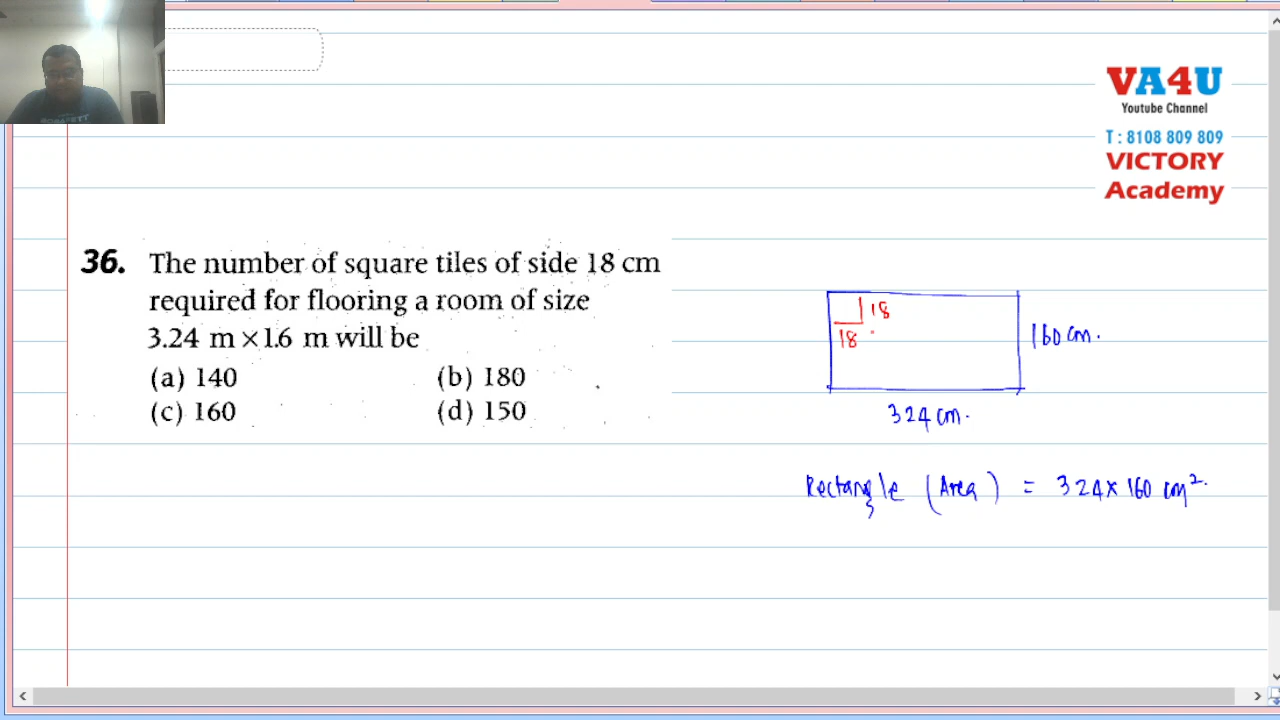 VA4U
Youtube Channel
T : 8108 809 809
VICTORY
Academy
36. The number of square tiles of side 18 cm
required for flooring a room of size
3.24 m × 1.6 m will be
(a) 140 (b) 180
(c) 160 (d) 150
18
18
160 cm.
324 cm.
Rectangle (Area) = 324 × 160 cm².